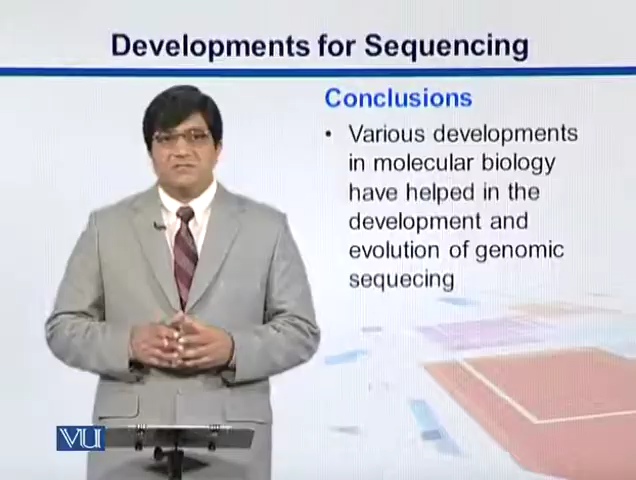 Developments for Sequencing
Conclusions
• Various developments
in molecular biology
have helped in the
development and
evolution of genomic
sequecing
VU